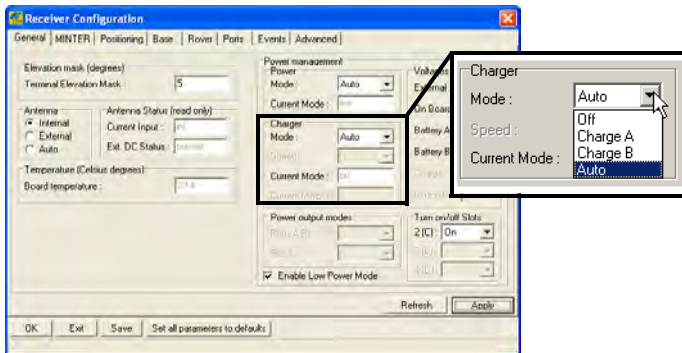 Receiver Configuration
General MINTER Positioning Base Rover Ports Events Advanced
Elevation mask (degrees)
Terminal Elevation Mask 5
Antenna
Internal
External
Auto
Antenna Status (read only)
Current Input :
Ext. DC Status :
Temperature (Celsius degrees)
Board temperature :
Power management
Power
Mode : Auto
Current Mode :
Charger
Mode : Auto
Speed :
Current Mode :
Power output modes
Enable Low Power Mode
External
On Board
Battery A
Battery B
Turn on/off Slots
2 (C) : On
Refresh Apply
OK Exit Save Set all parameters to defaults
Charger
Mode : Auto
Off
Charge A
Charge B
Auto
Speed :
Current Mode :